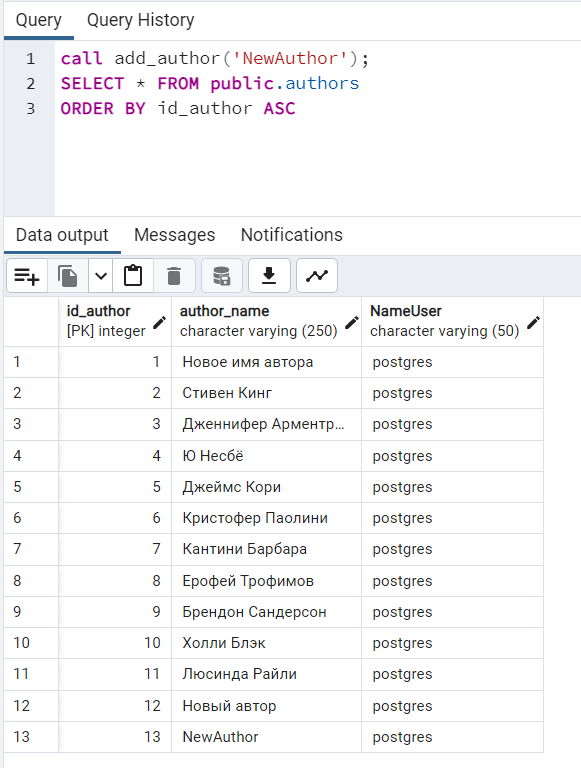 Query Query History
1 call add_author('NewAuthor');
2 SELECT * FROM public.authors
3 ORDER BY id_author ASC
Data output Messages Notifications
id_author author_name NameUser
[PK] integer character varying (250) character varying (50)
1 1 Новое имя автора postgres
2 2 Стивен Кинг postgres
3 3 Дженнифер Арментр... postgres
4 4 Ю Несбё postgres
5 5 Джеймс Кори postgres
6 6 Кристофер Паолини postgres
7 7 Кантини Барбара postgres
8 8 Ерофей Трофимов postgres
9 9 Брендон Сандерсон postgres
10 10 Холли Блэк postgres
11 11 Люсинда Райли postgres
12 12 Новый автор postgres
13 13 NewAuthor postgres